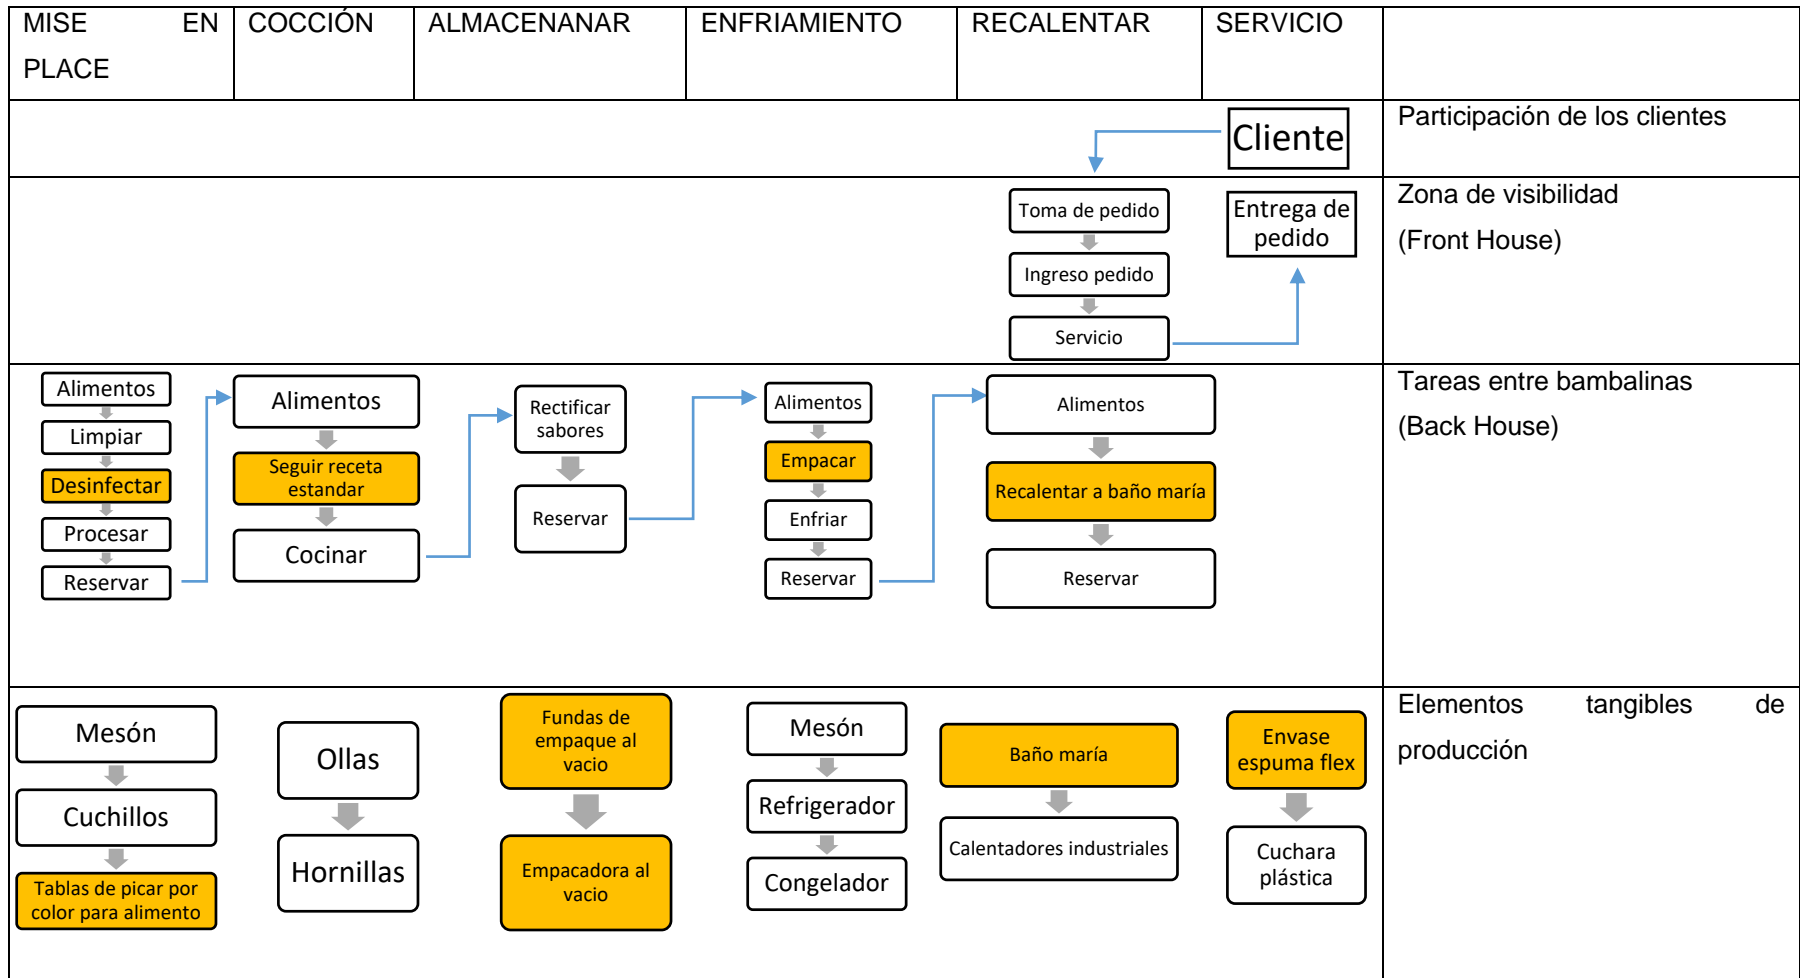 MISE EN
PLACE
COCCIÓN
ALMACENANAR
ENFRIAMIENTO
RECALENTAR
SERVICIO
Cliente
Participación de los clientes
Toma de pedido
Ingreso pedido
Servicio
Entrega de
pedido
Zona de visibilidad
(Front House)
Alimentos
Limpiar
Desinfectar
Procesar
Reservar
Alimentos
Seguir receta
estandar
Cocinar
Rectificar
sabores
Reservar
Alimentos
Empacar
Enfriar
Reservar
Alimentos
Recalentar a baño maría
Reservar
Tareas entre bambalinas
(Back House)
Mesón
Cuchillos
Tablas de picar por
color para alimento
Ollas
Hornillas
Fundas de
empaque al
vacio
Empacadora al
vacio
Mesón
Refrigerador
Congelador
Baño maría
Calentadores industriales
Envase
espuma flex
Cuchara
plástica
Elementos tangibles de
producción